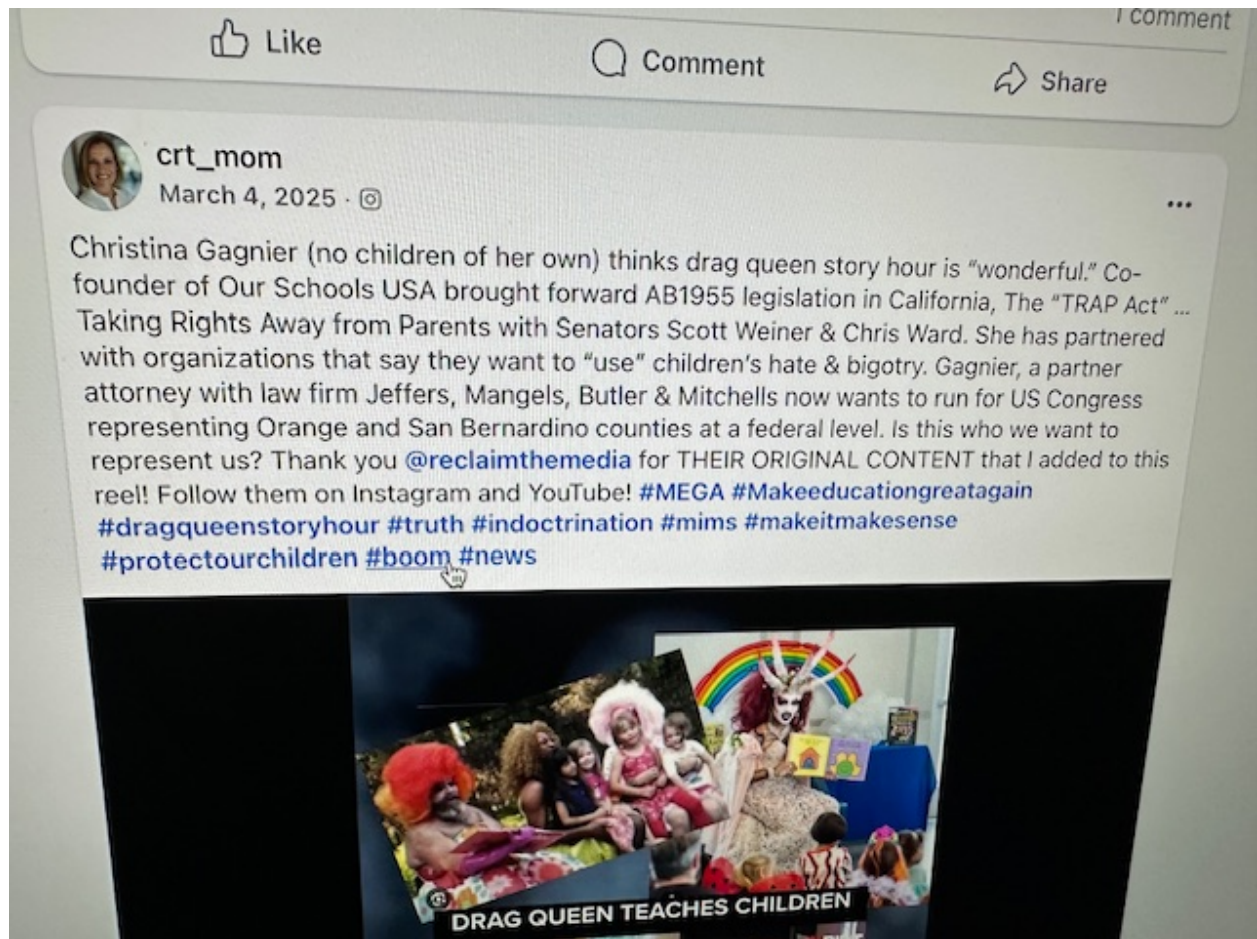 1 comment
Like
Comment
Share
crt_mom
March 4, 2025 ·
...
Christina Gagnier (no children of her own) thinks drag queen story hour is “wonderful.” Co-
founder of Our Schools USA brought forward AB1955 legislation in California, The “TRAP Act” ...
Taking Rights Away from Parents with Senators Scott Weiner & Chris Ward. She has partnered
with organizations that say they want to “use” children’s hate & bigotry. Gagnier, a partner
attorney with law firm Jeffers, Mangels, Butler & Mitchells now wants to run for US Congress
representing Orange and San Bernardino counties at a federal level. Is this who we want to
represent us? Thank you @reclaimthemedia for THEIR ORIGINAL CONTENT that I added to this
reel! Follow them on Instagram and YouTube! #MEGA #Makeeducationgreatagain
#dragqueenstoryhour #truth #indoctrination #mims #makeitmakesense
#protectourchildren #boom #news
DRAG QUEEN TEACHES CHILDREN